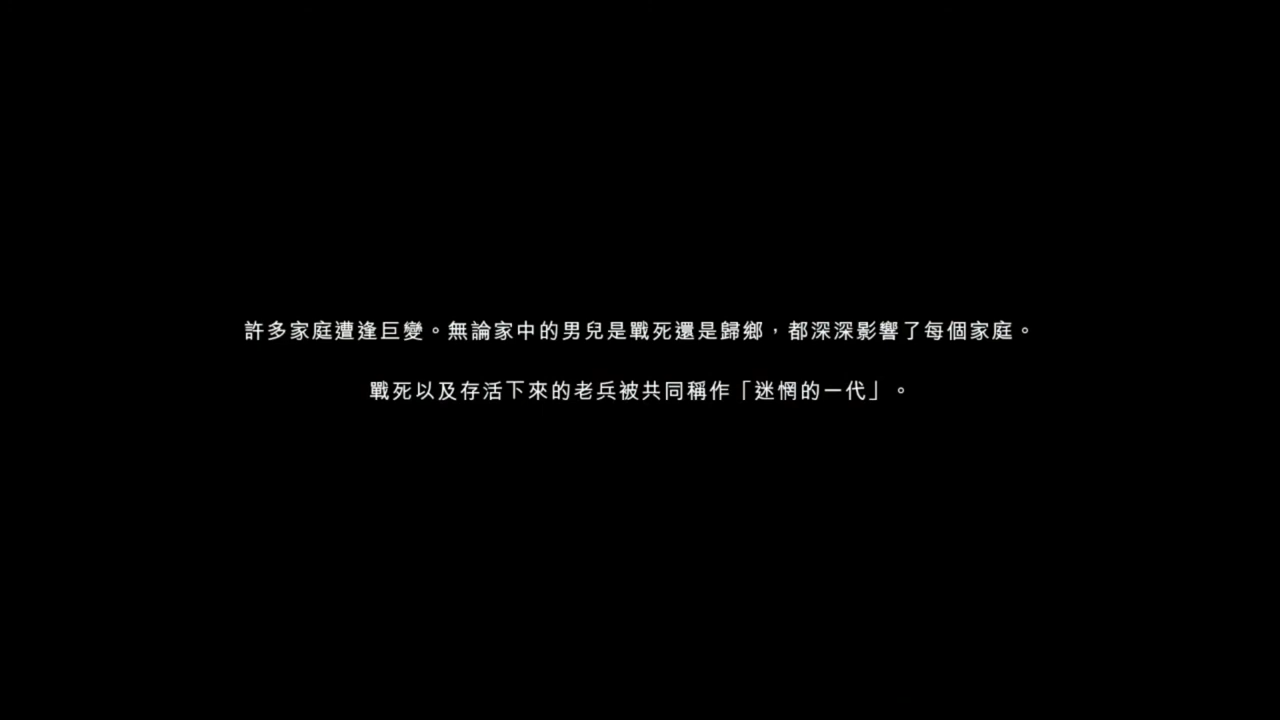 許多家庭遭逢巨變。無論家中的男兒是戰死還是歸鄉，都深深影響了每個家庭。
戰死以及存活下來的老兵被共同稱作「迷惘的一代」。